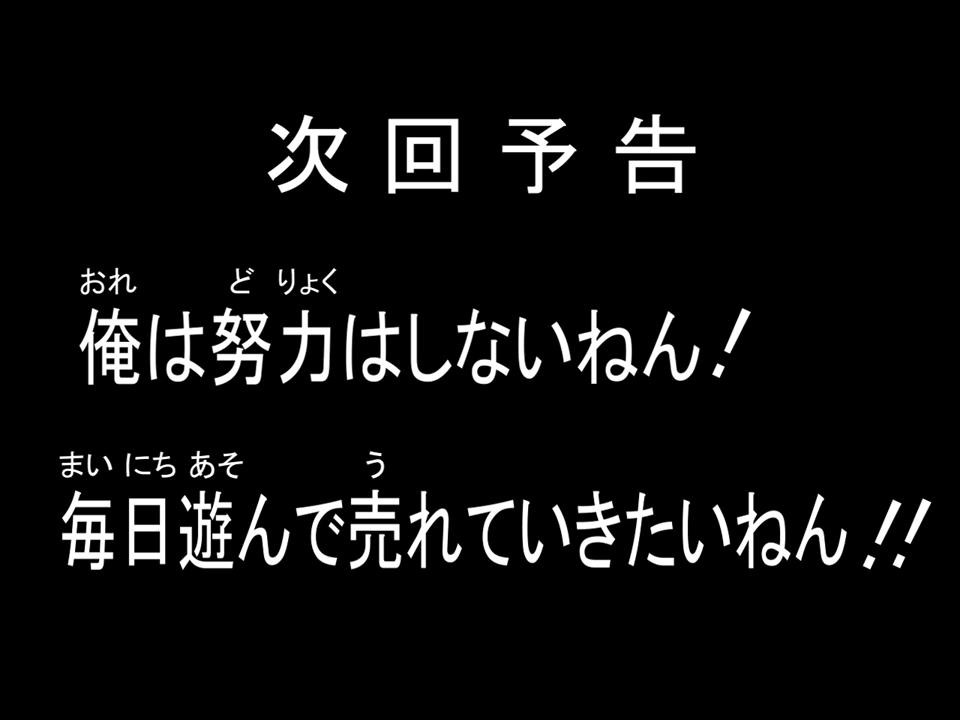 次回予告
おれ ど りょく
俺は努力はしないねん!
まい にち あそ う
毎日遊んで売れていきたいねん!!